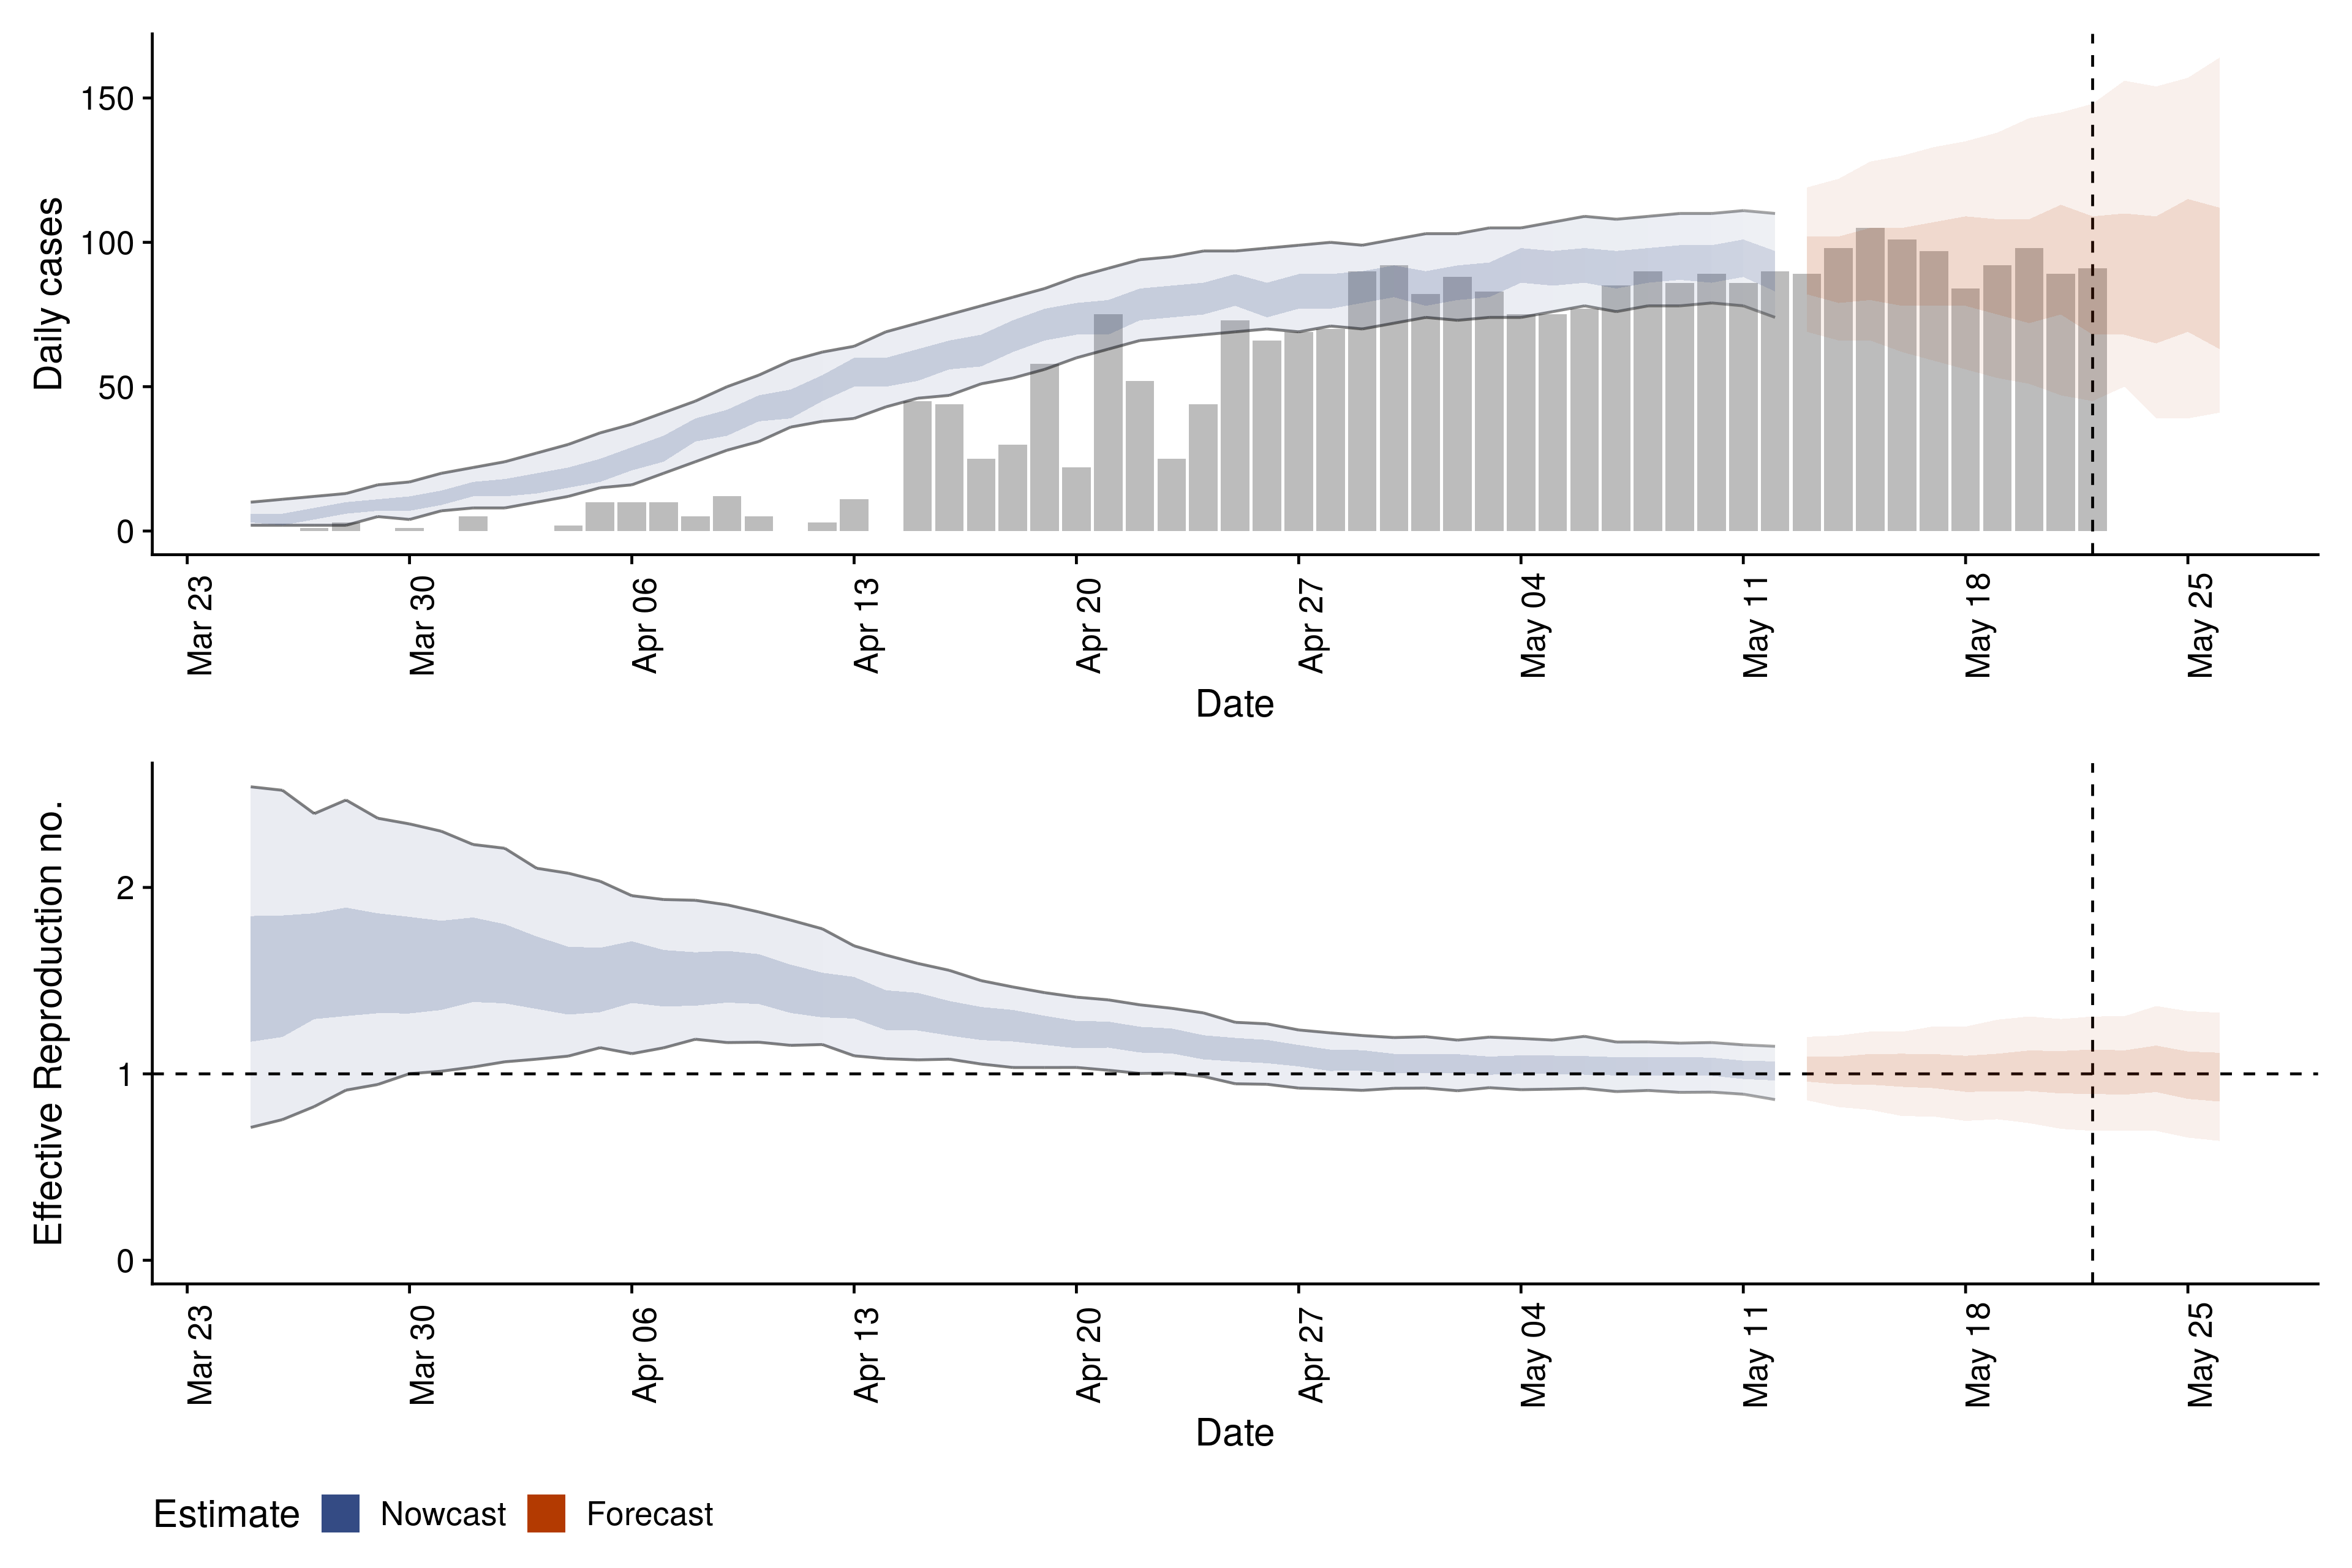 Daily cases
150
100
50
0
Mar 23 Mar 30 Apr 06 Apr 13 Apr 20 Apr 27 May 04 May 11 May 18 May 25
Date
Effective Reproduction no.
2
1
0
Mar 23 Mar 30 Apr 06 Apr 13 Apr 20 Apr 27 May 04 May 11 May 18 May 25
Date
Estimate Nowcast Forecast